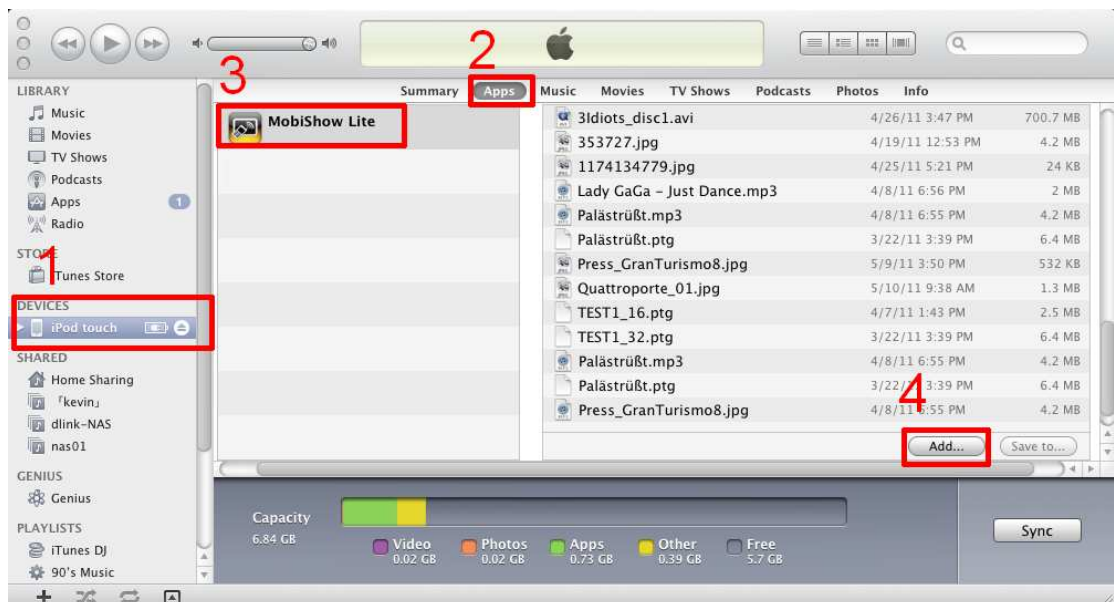 2
3
Summary Apps Music Movies TV Shows Podcasts Photos Info
LIBRARY
Music
Movies
TV Shows
Podcasts
Apps 1
Radio
STORE
1
iTunes Store
DEVICES
iPod touch
SHARED
Home Sharing
「kevin」
dlink-NAS
nas01
GENIUS
Genius
PLAYLISTS
iTunes DJ
90's Music
MobiShow Lite
3Idiots_disc1.avi 4/26/11 3:47 PM 700.7 MB
353727.jpg 4/19/11 12:53 PM 4.2 MB
1174134779.jpg 4/25/11 5:21 PM 24 KB
Lady GaGa - Just Dance.mp3 4/8/11 6:56 PM 2 MB
Palästrüßt.mp3 4/8/11 6:55 PM 4.2 MB
Palästrüßt.ptg 3/22/11 3:39 PM 6.4 MB
Press_GranTurismo8.jpg 5/9/11 3:50 PM 532 KB
Quattroporte_01.jpg 5/10/11 9:38 AM 1.3 MB
TEST1_16.ptg 4/7/11 1:43 PM 2.5 MB
TEST1_32.ptg 3/22/11 3:39 PM 6.4 MB
Palästrüßt.mp3 4/8/11 6:55 PM 4.2 MB
Palästrüßt.ptg 3/22/11 3:39 PM 6.4 MB
Press_GranTurismo8.jpg 4/8/11 6:55 PM 4.2 MB
4
Add... Save to...
Capacity
6.84 GB
Video
0.02 GB
Photos
0.02 GB
Apps
0.73 GB
Other
0.39 GB
Free
5.7 GB
Sync